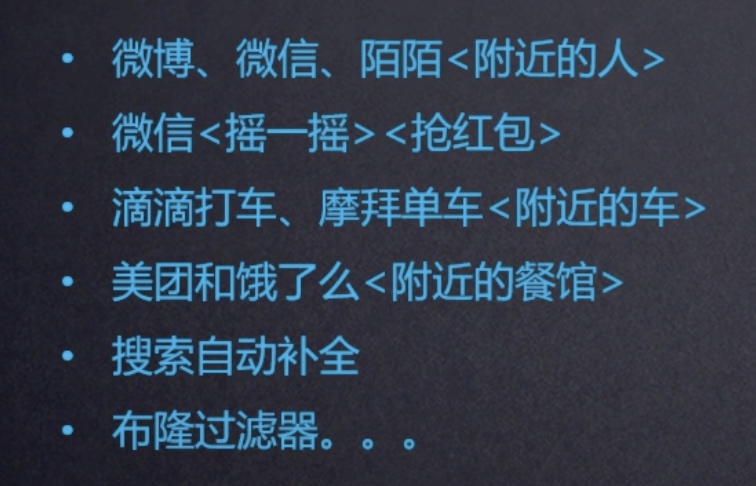 • 微博、微信、陌陌<附近的人>
• 微信<摇一摇><抢红包>
• 滴滴打车、摩拜单车<附近的车>
• 美团和饿了么<附近的餐馆>
• 搜索自动补全
• 布隆过滤器。。。